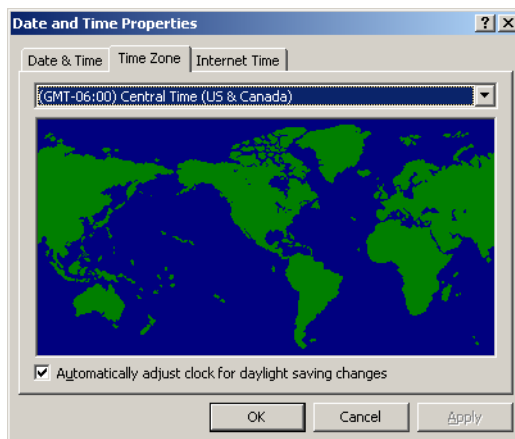 Date and Time Properties
Date & Time Time Zone Internet Time
(GMT-06:00) Central Time (US & Canada)
Automatically adjust clock for daylight saving changes
OK Cancel Apply